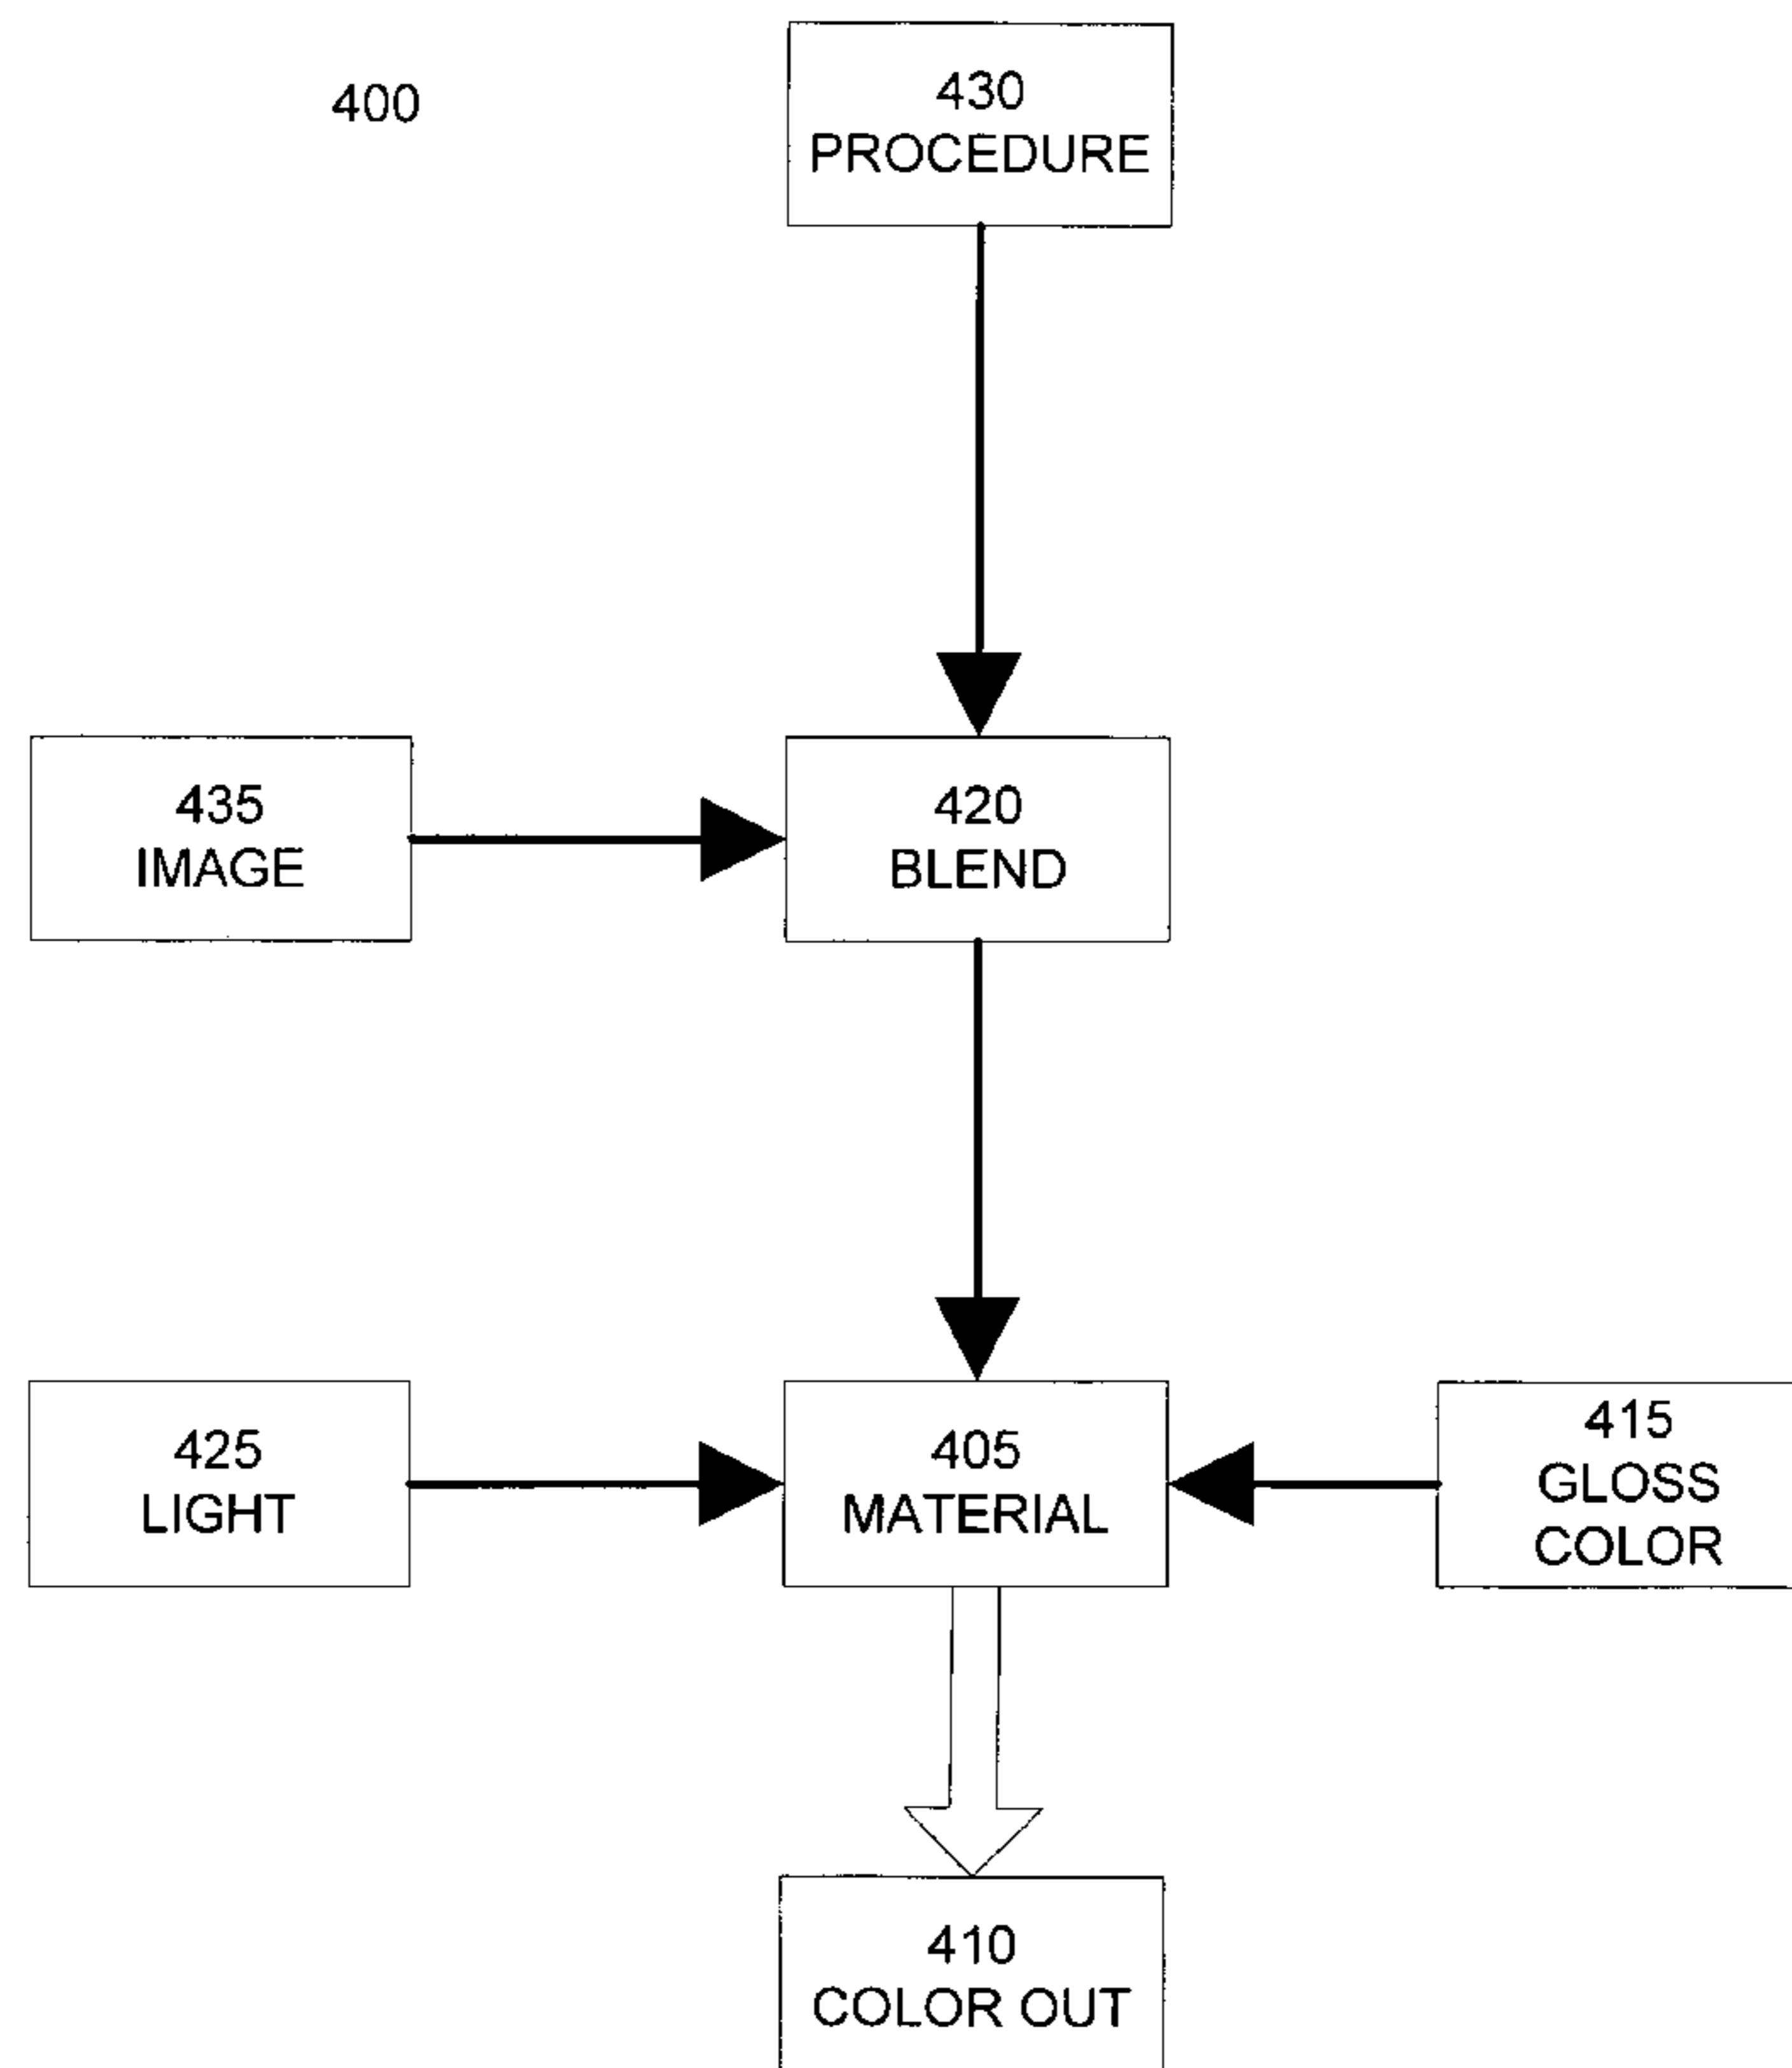 400
430
PROCEDURE
435
IMAGE
420
BLEND
425
LIGHT
405
MATERIAL
415
GLOSS
COLOR
410
COLOR OUT